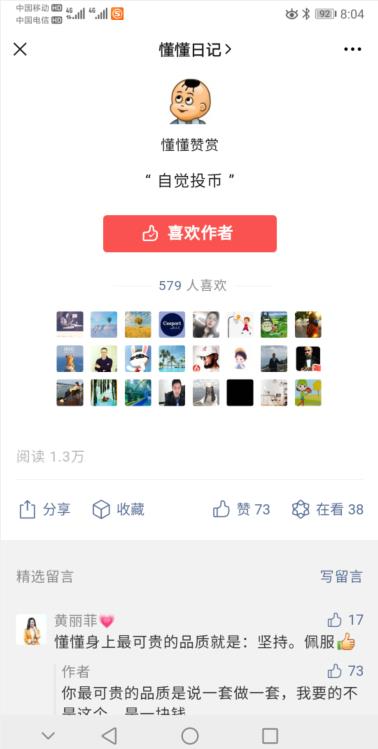 中国移动 HD 4G 4G
中国电信 HD
92 8:04
懂懂日记
懂懂赞赏
“ 自觉投币 ”
喜欢作者
579 人喜欢
Ceeport
阅读 1.3万
分享 收藏 赞 73 在看 38
精选留言 写留言
黄丽菲 17
懂懂身上最可贵的品质就是：坚持。佩服
作者 73
你最可贵的品质是说一套做一套，我要的不
是这个，是一块钱